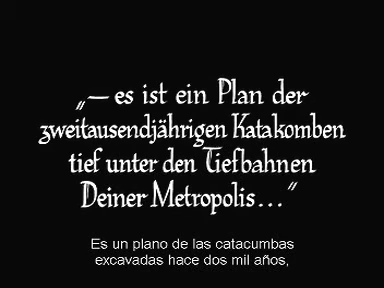 „— es ist ein Plan der
zweitausendjährigen Katakomben
tief unter den Tiefbahnen
Deiner Metropolis..."
Es un plano de las catacumbas
excavadas hace dos mil años,